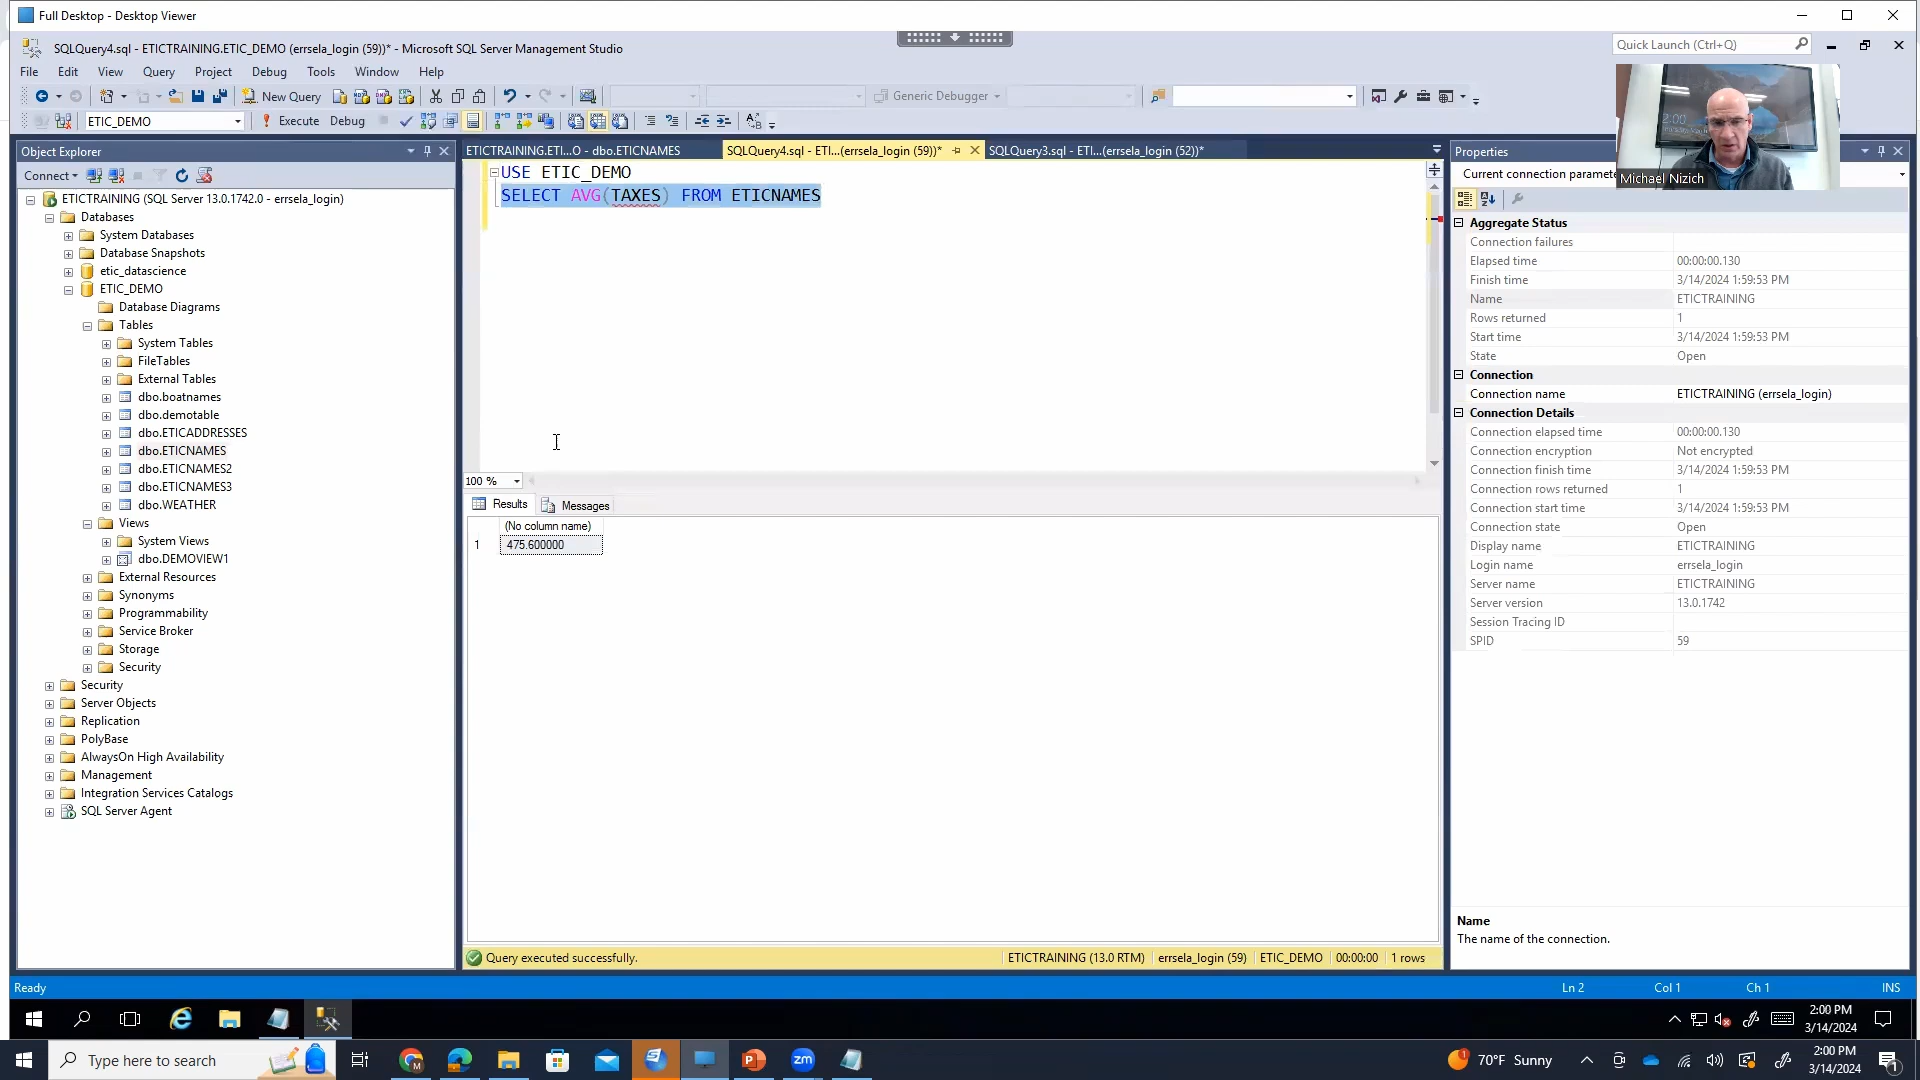 Full Desktop - Desktop Viewer
SQLQuery4.sql - ETICTRAINING.ETIC_DEMO (errsela_login (59))* - Microsoft SQL Server Management Studio
Quick Launch (Ctrl+Q)
File Edit View Query Project Debug Tools Window Help
New Query
Generic Debugger
ETIC_DEMO
Execute Debug
Object Explorer
Connect
ETICTRAINING (SQL Server 13.0.1742.0 - errsela_login)
Databases
System Databases
Database Snapshots
etic_datascience
ETIC_DEMO
Database Diagrams
Tables
System Tables
FileTables
External Tables
dbo.boatnames
dbo.demotable
dbo.ETICADDRESSES
dbo.ETICNAMES
dbo.ETICNAMES2
dbo.ETICNAMES3
dbo.WEATHER
Views
System Views
dbo.DEMOVIEW1
External Resources
Synonyms
Programmability
Service Broker
Storage
Security
Security
Server Objects
Replication
PolyBase
AlwaysOn High Availability
Management
Integration Services Catalogs
SQL Server Agent
ETICTRAINING.ETI...O - dbo.ETICNAMES
SQLQuery4.sql - ETI...(errsela_login (59))*
SQLQuery3.sql - ETI...(errsela_login (52))*
USE ETIC_DEMO
SELECT AVG(TAXES) FROM ETICNAMES
100 %
Results Messages
(No column name)
1 475.600000
Query executed successfully.
ETICTRAINING (13.0 RTM) errsela_login (59) ETIC_DEMO 00:00:00 1 rows
Properties
Current connection paramete
2:00
Michael Nizich
Aggregate Status
Connection failures
Elapsed time 00:00:00.130
Finish time 3/14/2024 1:59:53 PM
Name ETICTRAINING
Rows returned 1
Start time 3/14/2024 1:59:53 PM
State Open
Connection
Connection name ETICTRAINING (errsela_login)
Connection Details
Connection elapsed time 00:00:00.130
Connection encryption Not encrypted
Connection finish time 3/14/2024 1:59:53 PM
Connection rows returned 1
Connection start time 3/14/2024 1:59:53 PM
Connection state Open
Display name ETICTRAINING
Login name errsela_login
Server name ETICTRAINING
Server version 13.0.1742
Session Tracing ID
SPID 59
Name
The name of the connection.
Ready
Ln 2 Col 1 Ch 1 INS
2:00 PM
3/14/2024
Type here to search
70°F Sunny
2:00 PM
3/14/2024